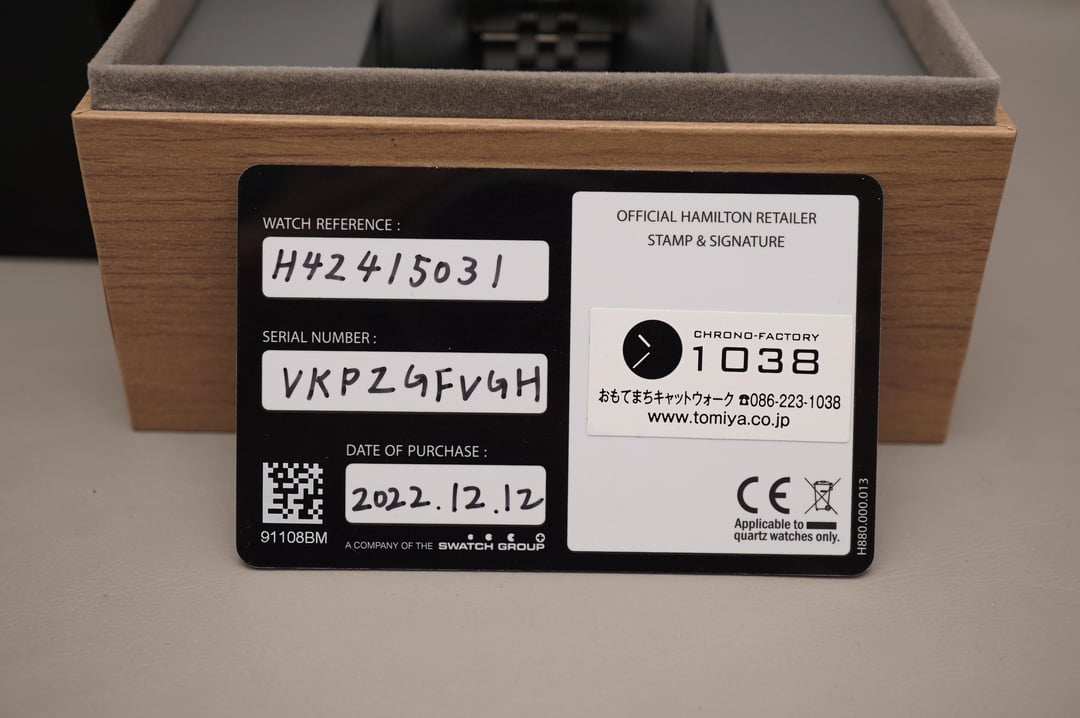 WATCH REFERENCE :
H42415031
SERIAL NUMBER :
VKPZGFVGH
DATE OF PURCHASE :
2022.12.12
91108BM
A COMPANY OF THE SWATCH GROUP
OFFICIAL HAMILTON RETAILER
STAMP & SIGNATURE
CHRONO-FACTORY
1038
おもてまちキャットウォーク ☎086-223-1038
www.tomiya.co.jp
CE
Applicable to
quartz watches only.
H880.000.013